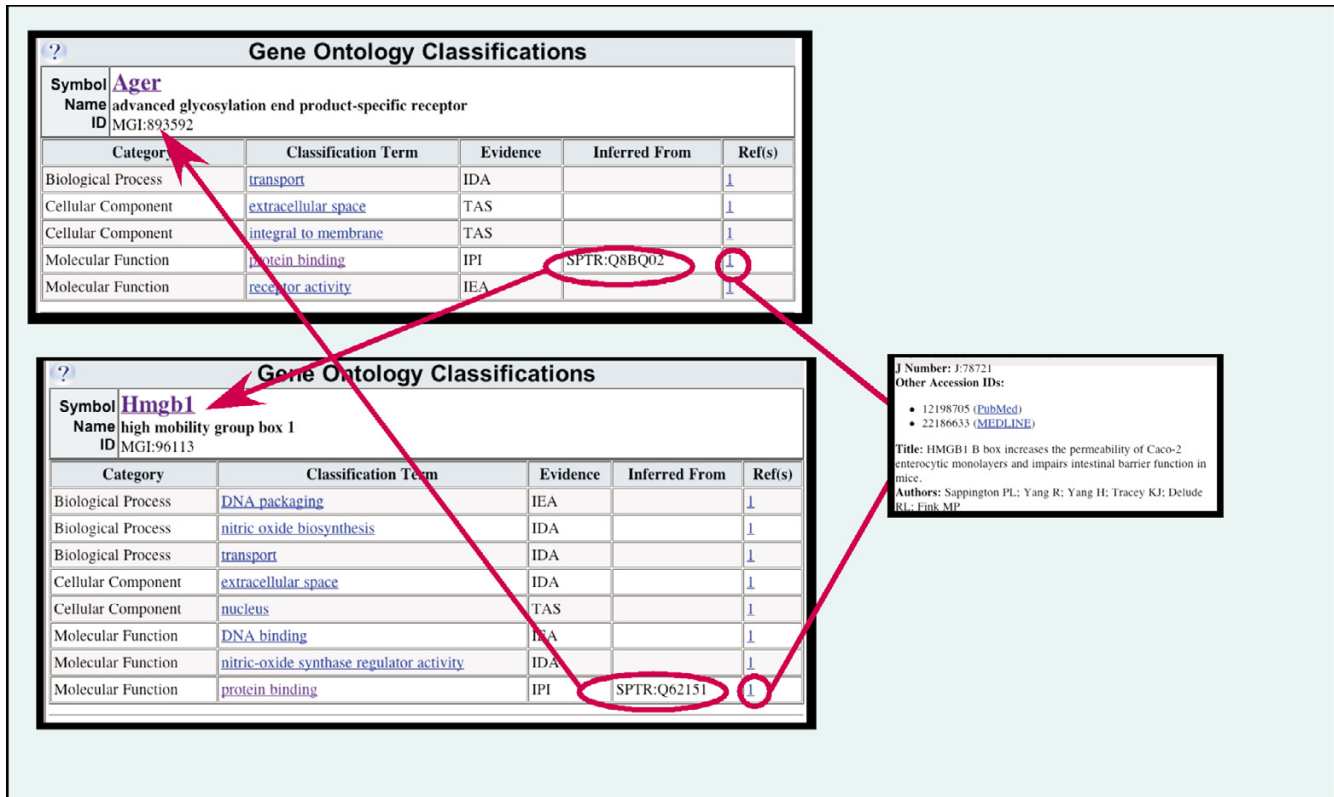 ? Gene Ontology Classifications
Symbol Ager
Name advanced glycosylation end product-specific receptor
ID MGI:893592
Category Classification Term Evidence Inferred From Ref(s)
Biological Process transport IDA 1
Cellular Component extracellular space TAS 1
Cellular Component integral to membrane TAS 1
Molecular Function protein binding IPI SPTR:Q8BQ02 1
Molecular Function receptor activity IEA 1
? Gene Ontology Classifications
Symbol Hmgb1
Name high mobility group box 1
ID MGI:96113
Category Classification Term Evidence Inferred From Ref(s)
Biological Process DNA packaging IEA 1
Biological Process nitric oxide biosynthesis IDA 1
Biological Process transport IDA 1
Cellular Component extracellular space IDA 1
Cellular Component nucleus TAS 1
Molecular Function DNA binding IEA 1
Molecular Function nitric-oxide synthase regulator activity IDA 1
Molecular Function protein binding IPI SPTR:Q62151 1
J Number: J:78721
Other Accession IDs:
• 12198705 (PubMed)
• 22186633 (MEDLINE)
Title: HMGB1 B box increases the permeability of Caco-2
enterocytic monolayers and impairs intestinal barrier function in
mice.
Authors: Sappington PL; Yang R; Yang H; Tracey KJ; Delude
RL; Fink MP